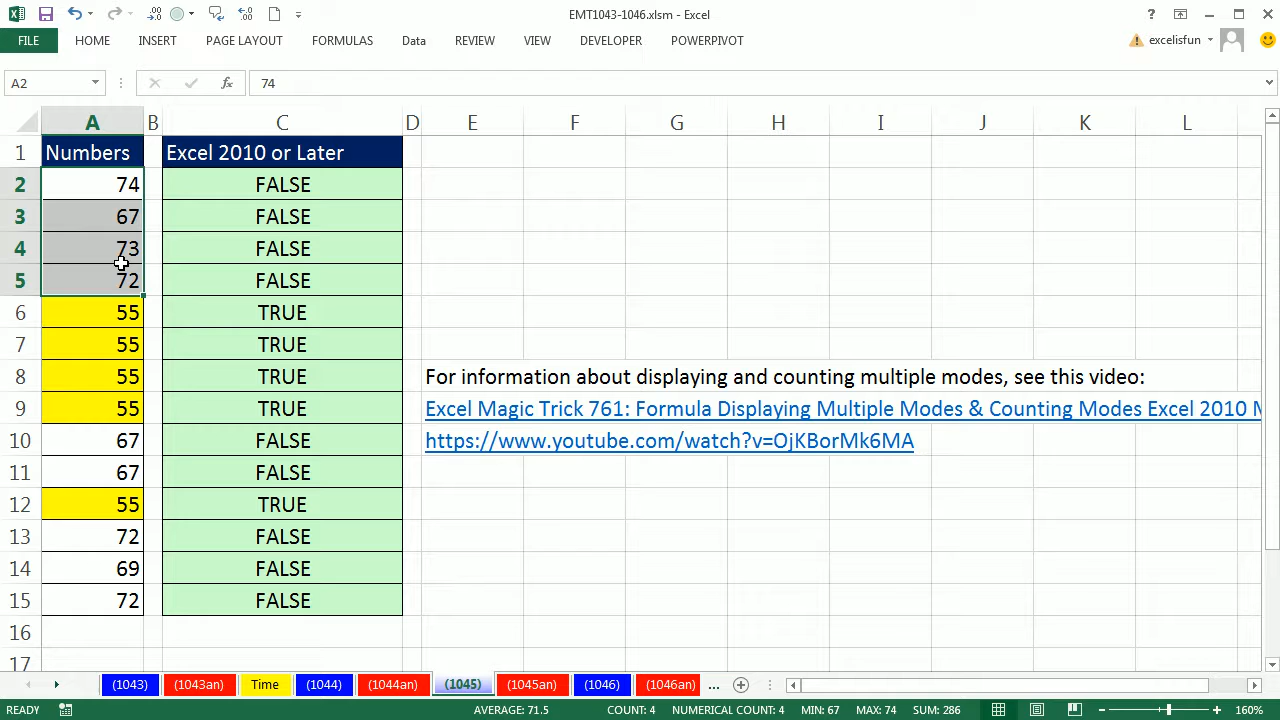 EMT1043-1046.xlsm - Excel
FILE HOME INSERT PAGE LAYOUT FORMULAS Data REVIEW VIEW DEVELOPER POWERPIVOT excelisfun
A2 fx 74
A B C D E F G H I J K L
1 Numbers Excel 2010 or Later
2 74 FALSE
3 67 FALSE
4 73 FALSE
5 72 FALSE
6 55 TRUE
7 55 TRUE
8 55 TRUE For information about displaying and counting multiple modes, see this video:
9 55 TRUE Excel Magic Trick 761: Formula Displaying Multiple Modes & Counting Modes Excel 2010 M
10 67 FALSE https://www.youtube.com/watch?v=OjKBorMk6MA
11 67 FALSE
12 55 TRUE
13 72 FALSE
14 69 FALSE
15 72 FALSE
16
17
(1043) (1043an) Time (1044) (1044an) (1045) (1045an) (1046) (1046an) ...
READY AVERAGE: 71.5 COUNT: 4 NUMERICAL COUNT: 4 MIN: 67 MAX: 74 SUM: 286 160%